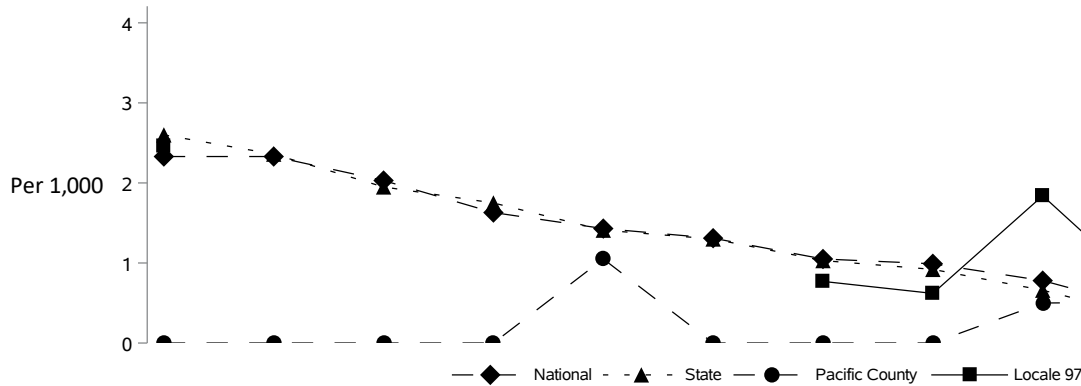 4
3
Per 1,000
2
1
0
National
State
Pacific County
Locale 97